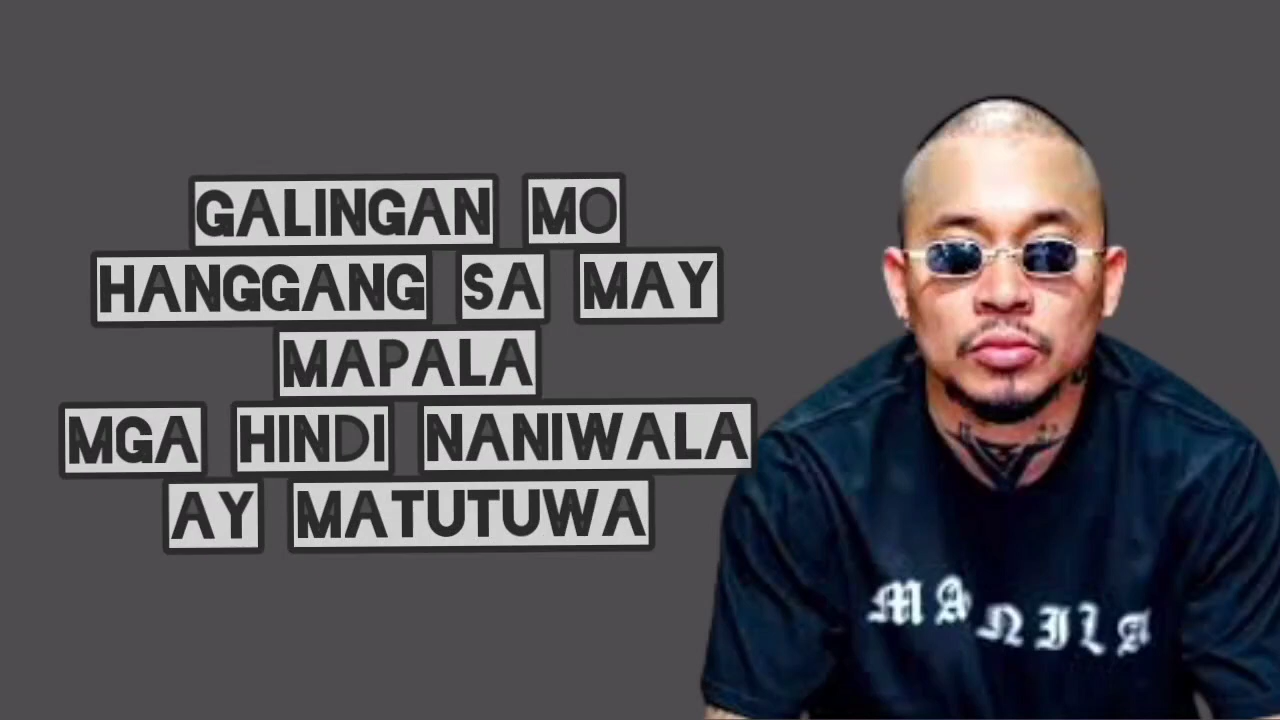 GALINGAN MO
HANGGANG SA MAY
MAPALA
MGA HINDI NANIWALA
AY MATUTUWA
MANILA